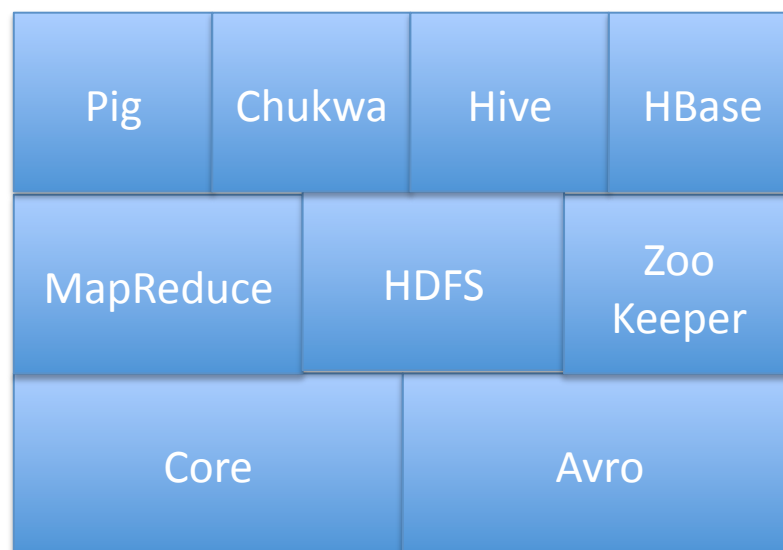 Pig
Chukwa
Hive
HBase
MapReduce
HDFS
Zoo
Keeper
Core
Avro